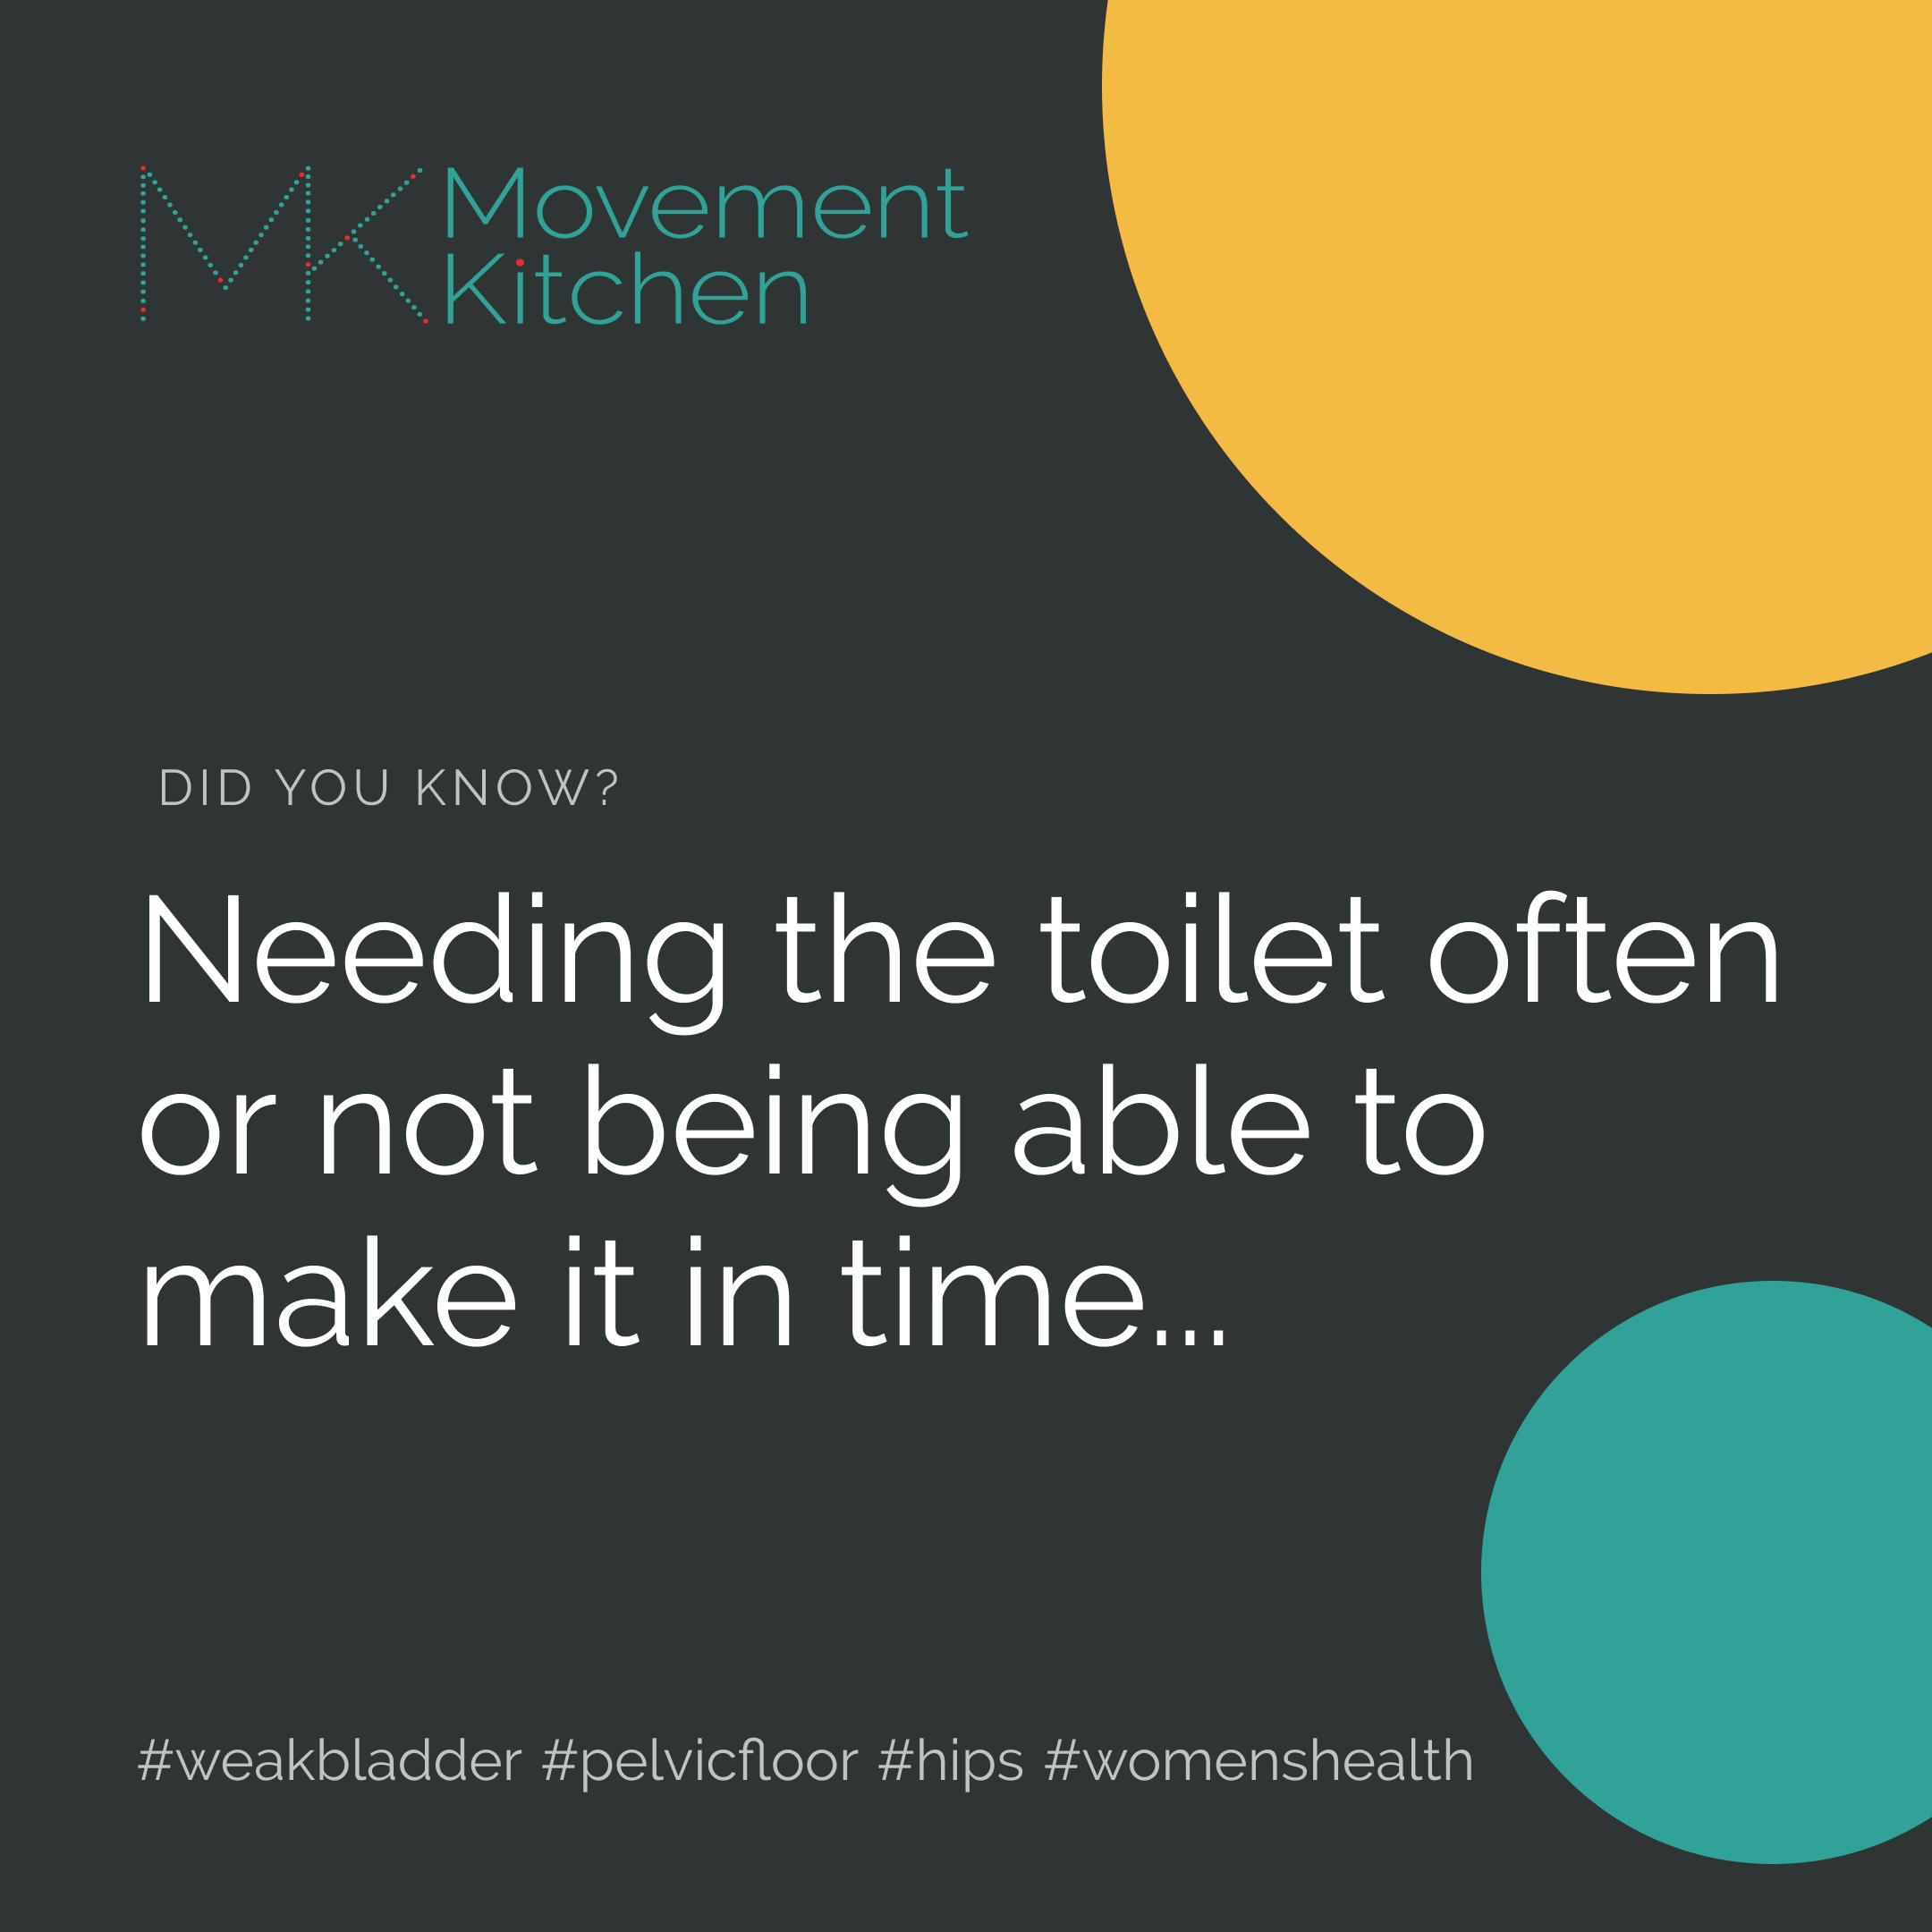 MK Movement
Kitchen
DID YOU KNOW?
Needing the toilet often
or not being able to
make it in time...
#weakbladder #pelvicfloor #hips #womenshealth